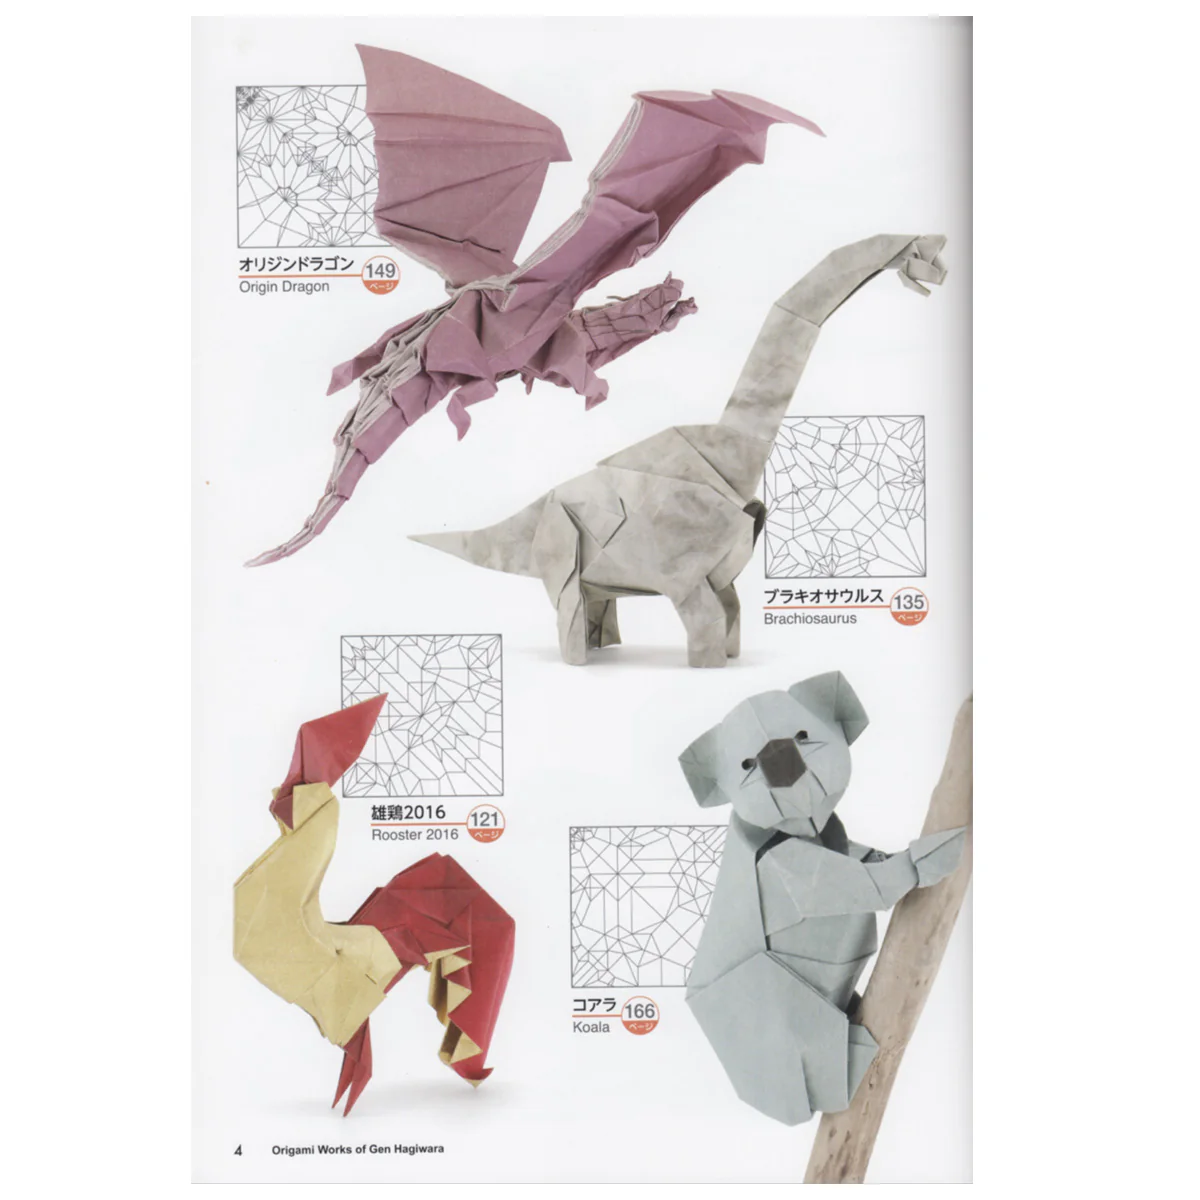 オリジンドラゴン
Origin Dragon
149
ページ
ブラキオサウルス
Brachiosaurus
135
ページ
雄鶏2016
Rooster 2016
121
ページ
コアラ
Koala
166
ページ
4 Origami Works of Gen Hagiwara